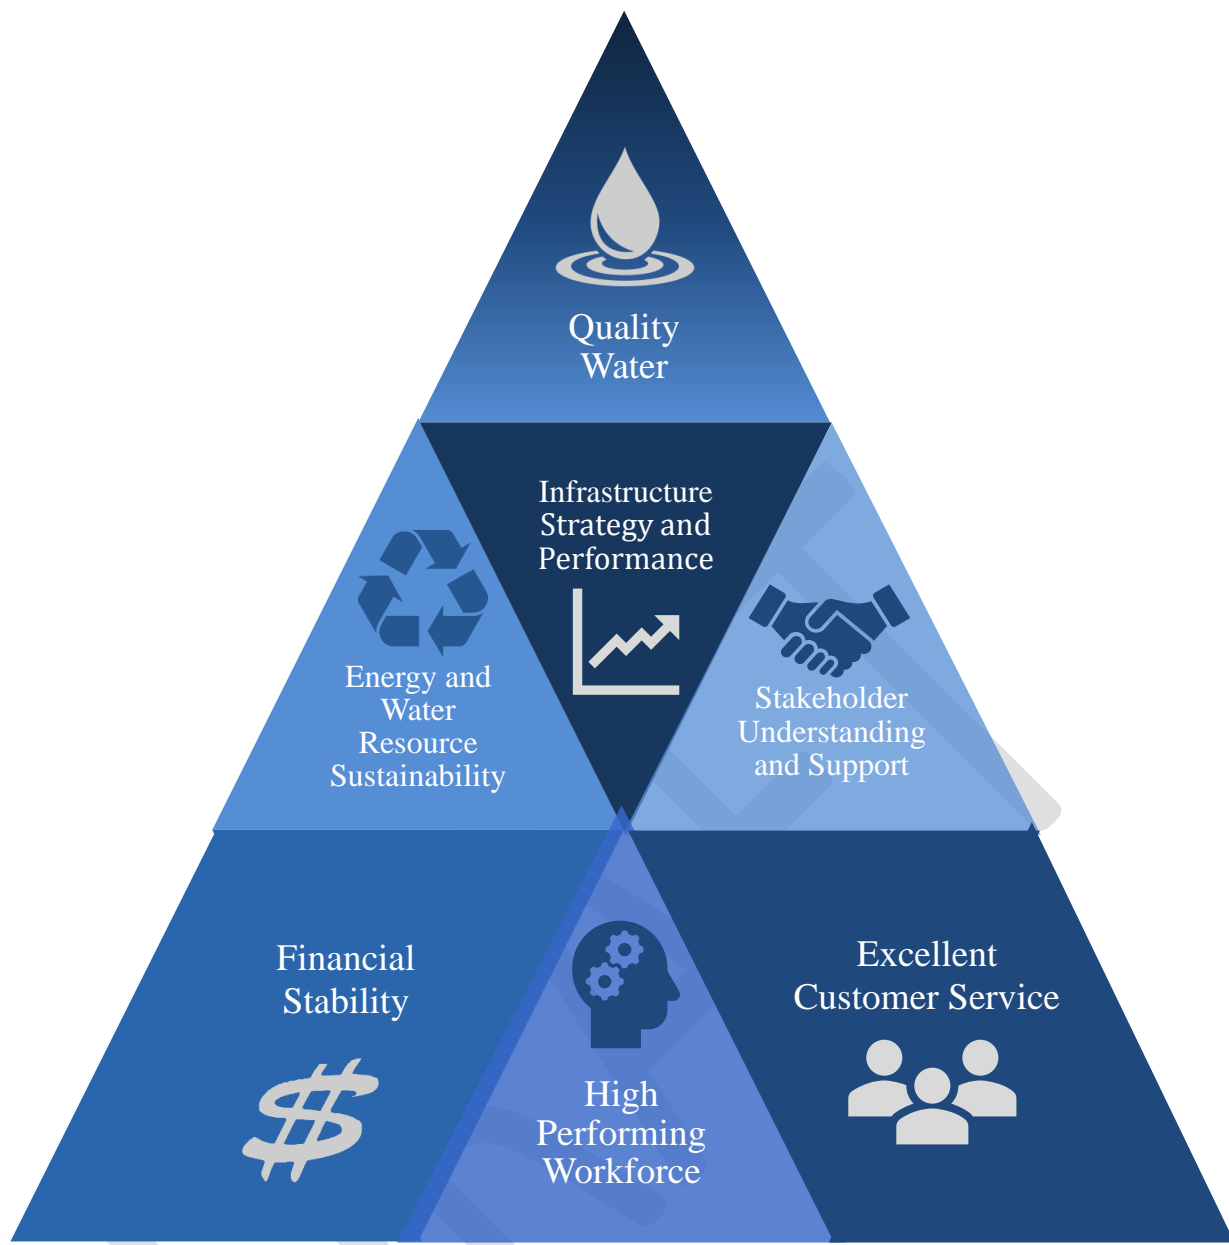 Quality
Water
Infrastructure
Strategy and
Performance
Energy and
Water
Resource
Sustainability
Stakeholder
Understanding
and Support
Financial
Stability
High
Performing
Workforce
Excellent
Customer Service